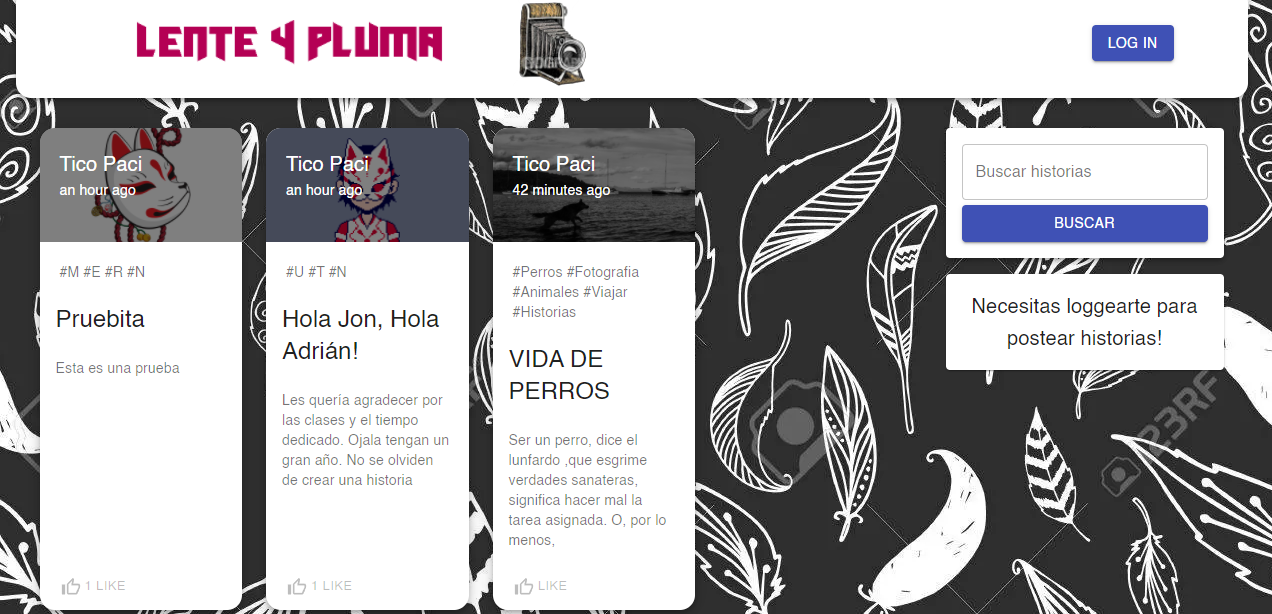 LENTE Y PLUMA
LOG IN
Tico Paci
an hour ago
#M #E #R #N
Pruebita
Esta es una prueba
1 LIKE
Tico Paci
an hour ago
#U #T #N
Hola Jon, Hola
Adrián!
Les quería agradecer por
las clases y el tiempo
dedicado. Ojala tengan un
gran año. No se olviden
de crear una historia
1 LIKE
Tico Paci
42 minutes ago
#Perros #Fotografia
#Animales #Viajar
#Historias
VIDA DE
PERROS
Ser un perro, dice el
lunfardo ,que esgrime
verdades sanateras,
significa hacer mal la
tarea asignada. O, por lo
menos,
LIKE
Buscar historias
BUSCAR
Necesitas loggearte para
postear historias!
123RF